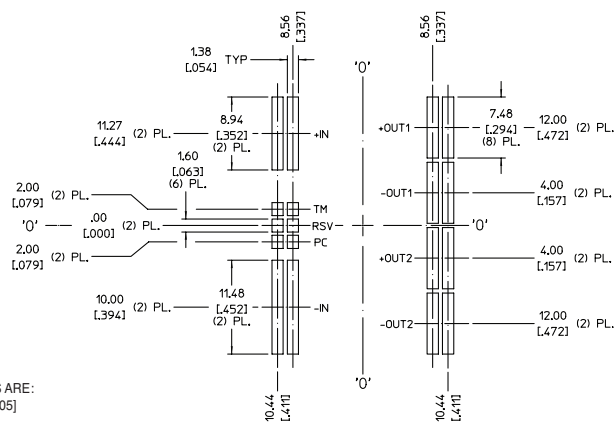 8.56
[.337]
8.56
[.337]
1.38
[.054]
TYP
'0'
'0'
11.27
[.444]
(2) PL.
8.94
[.352]
(2) PL.
+IN
+OUT1
7.48
[.294]
(8) PL.
12.00
[.472]
(2) PL.
1.60
[.063]
(6) PL.
2.00
[.079]
(2) PL.
TM
-OUT1
4.00
[.157]
(2) PL.
'0'
.00
[.000]
(2) PL.
RSV
'0'
2.00
[.079]
(2) PL.
PC
+OUT2
4.00
[.157]
(2) PL.
10.00
[.394]
(2) PL.
11.48
[.452]
(2) PL.
-IN
-OUT2
12.00
[.472]
(2) PL.
'0'
'0'
10.44
[.411]
10.44
[.411]
S ARE:
05]